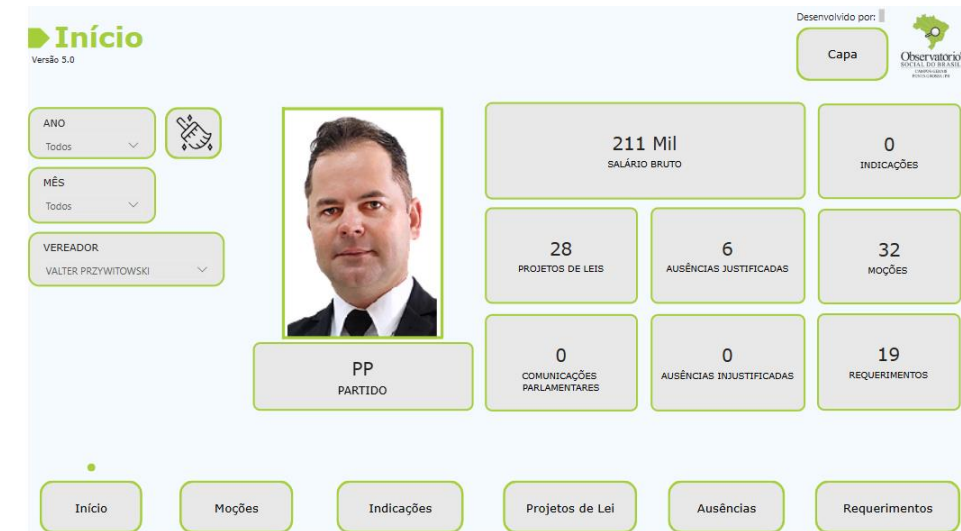 Início
Versão 5.0
Desenvolvido por:
Capa
Observatório
SOCIAL DO BRASIL
ANO
Todos
MÊS
Todos
VEREADOR
VALTER PRZYWITOWSKI
PP
PARTIDO
211 Mil
SALÁRIO BRUTO
0
INDICAÇÕES
28
PROJETOS DE LEIS
6
AUSÊNCIAS JUSTIFICADAS
32
MOÇÕES
0
COMUNICAÇÕES
PARLAMENTARES
0
AUSÊNCIAS INJUSTIFICADAS
19
REQUERIMENTOS
Início
Moções
Indicações
Projetos de Lei
Ausências
Requerimentos